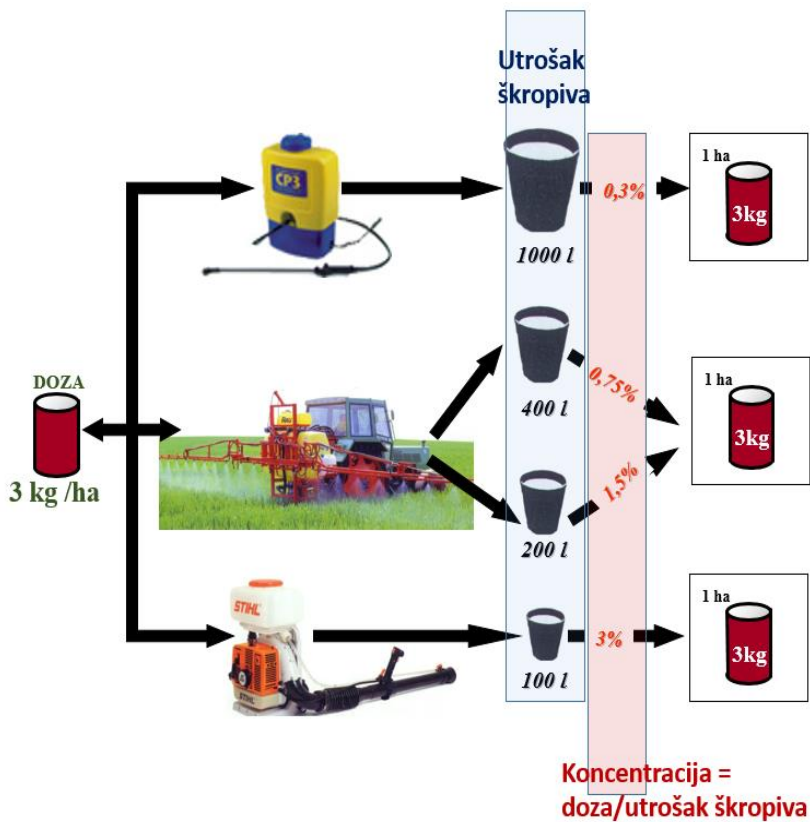 Utrošak
škropiva
CP3
1000 l
0,3%
1 ha
3kg
DOZA
3 kg /ha
400 l
0,75%
200 l
1,5%
1 ha
3kg
STIHL
STIHL
100 l
3%
1 ha
3kg
Koncentracija =
doza/utrošak škropiva